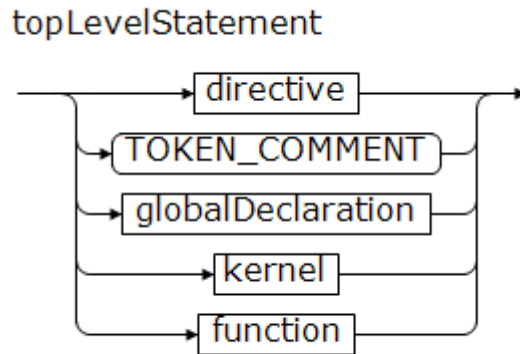 topLevelStatement
directive
TOKEN_COMMENT
globalDeclaration
kernel
function